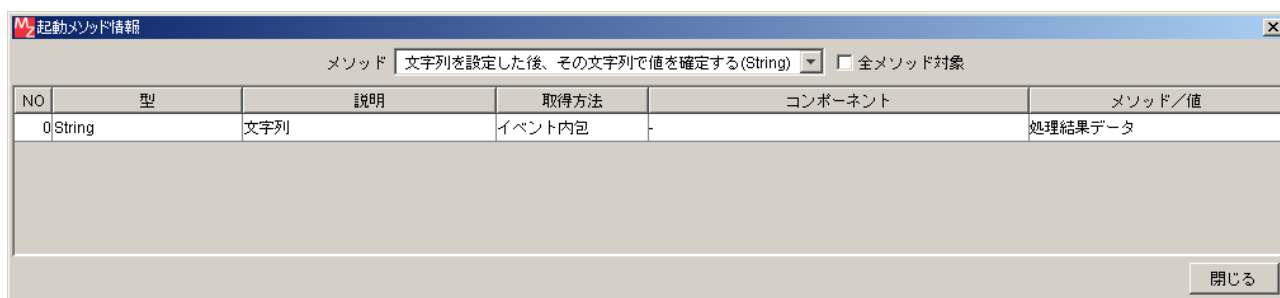 MZ 起動メソッド情報
メソッド 文字列を設定した後、その文字列で値を確定する(String) 全メソッド対象
NO 型 説明 取得方法 コンポーネント メソッド/値
0 String 文字列 イベント内包 - 処理結果データ
閉じる